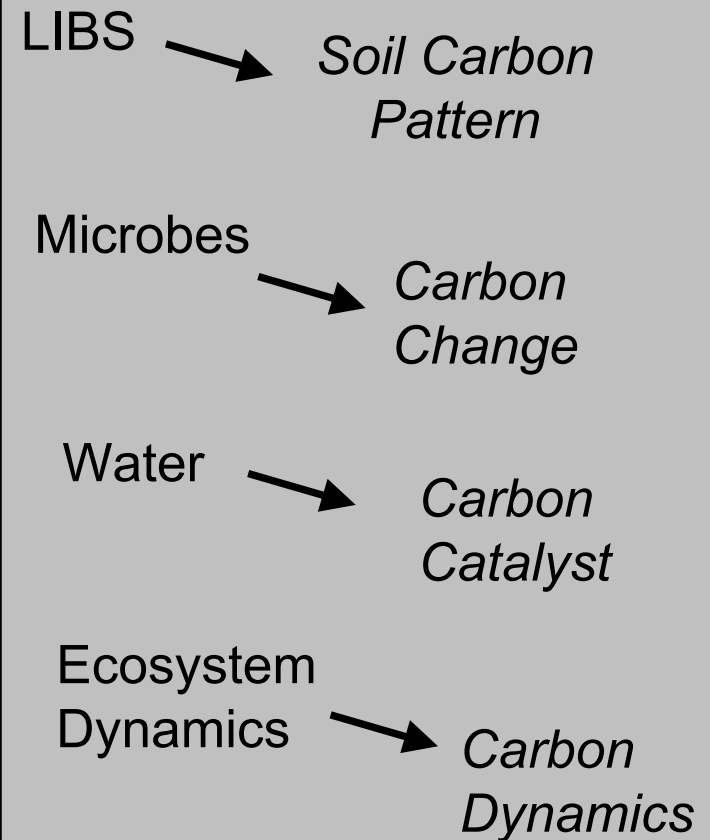 LIBS
Soil Carbon
Pattern
Microbes
Carbon
Change
Water
Carbon
Catalyst
Ecosystem
Dynamics
Carbon
Dynamics